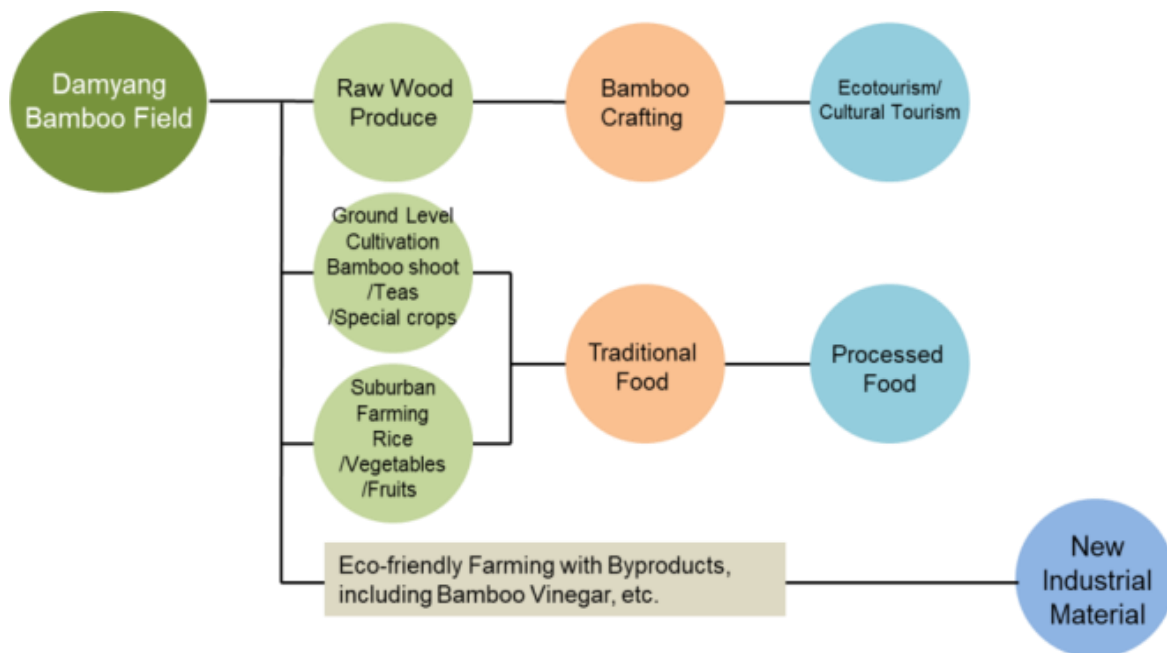 Damyang
Bamboo Field
Raw Wood
Produce
Bamboo
Crafting
Ecotourism/
Cultural Tourism
Ground Level
Cultivation
Bamboo shoot
/Teas
/Special crops
Suburban
Farming
Rice
/Vegetables
/Fruits
Traditional
Food
Processed
Food
Eco-friendly Farming with Byproducts,
including Bamboo Vinegar, etc.
New
Industrial
Material